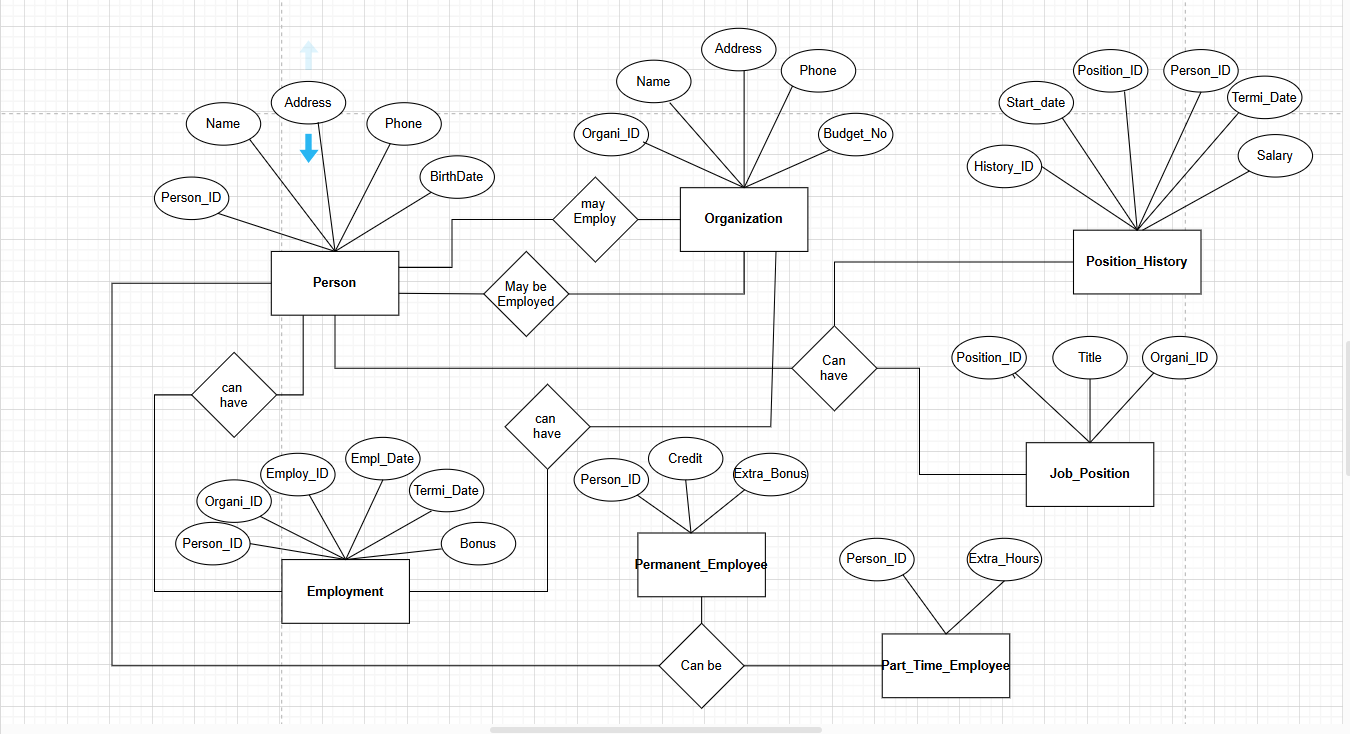 Address
Name
Phone
BirthDate
Person_ID
Person
Address
Name
Phone
Organi_ID
Budget_No
Organization
may
Employ
May be
Employed
Position_ID
Person_ID
Start_date
Termi_Date
History_ID
Salary
Position_History
Can
have
Position_ID
Title
Organi_ID
Job_Position
can
have
can
have
Empl_Date
Employ_ID
Termi_Date
Organi_ID
Person_ID
Bonus
Employment
Credit
Person_ID
Extra_Bonus
Permanent_Employee
Person_ID
Extra_Hours
Can be
Part_Time_Employee